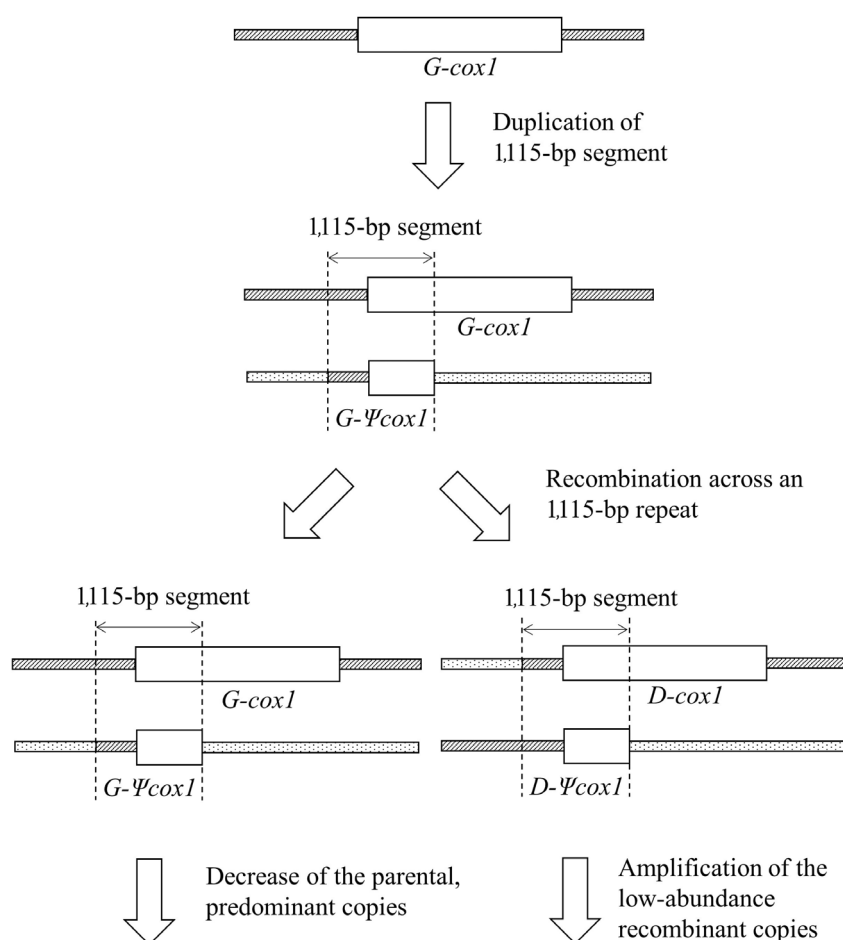 G-cox1
Duplication of
1,115-bp segment
1,115-bp segment
G-cox1
G-Ψcox1
Recombination across an
1,115-bp repeat
1,115-bp segment
1,115-bp segment
G-cox1
D-cox1
G-Ψcox1
D-Ψcox1
Decrease of the parental,
predominant copies
Amplification of the
low-abundance
recombinant copies